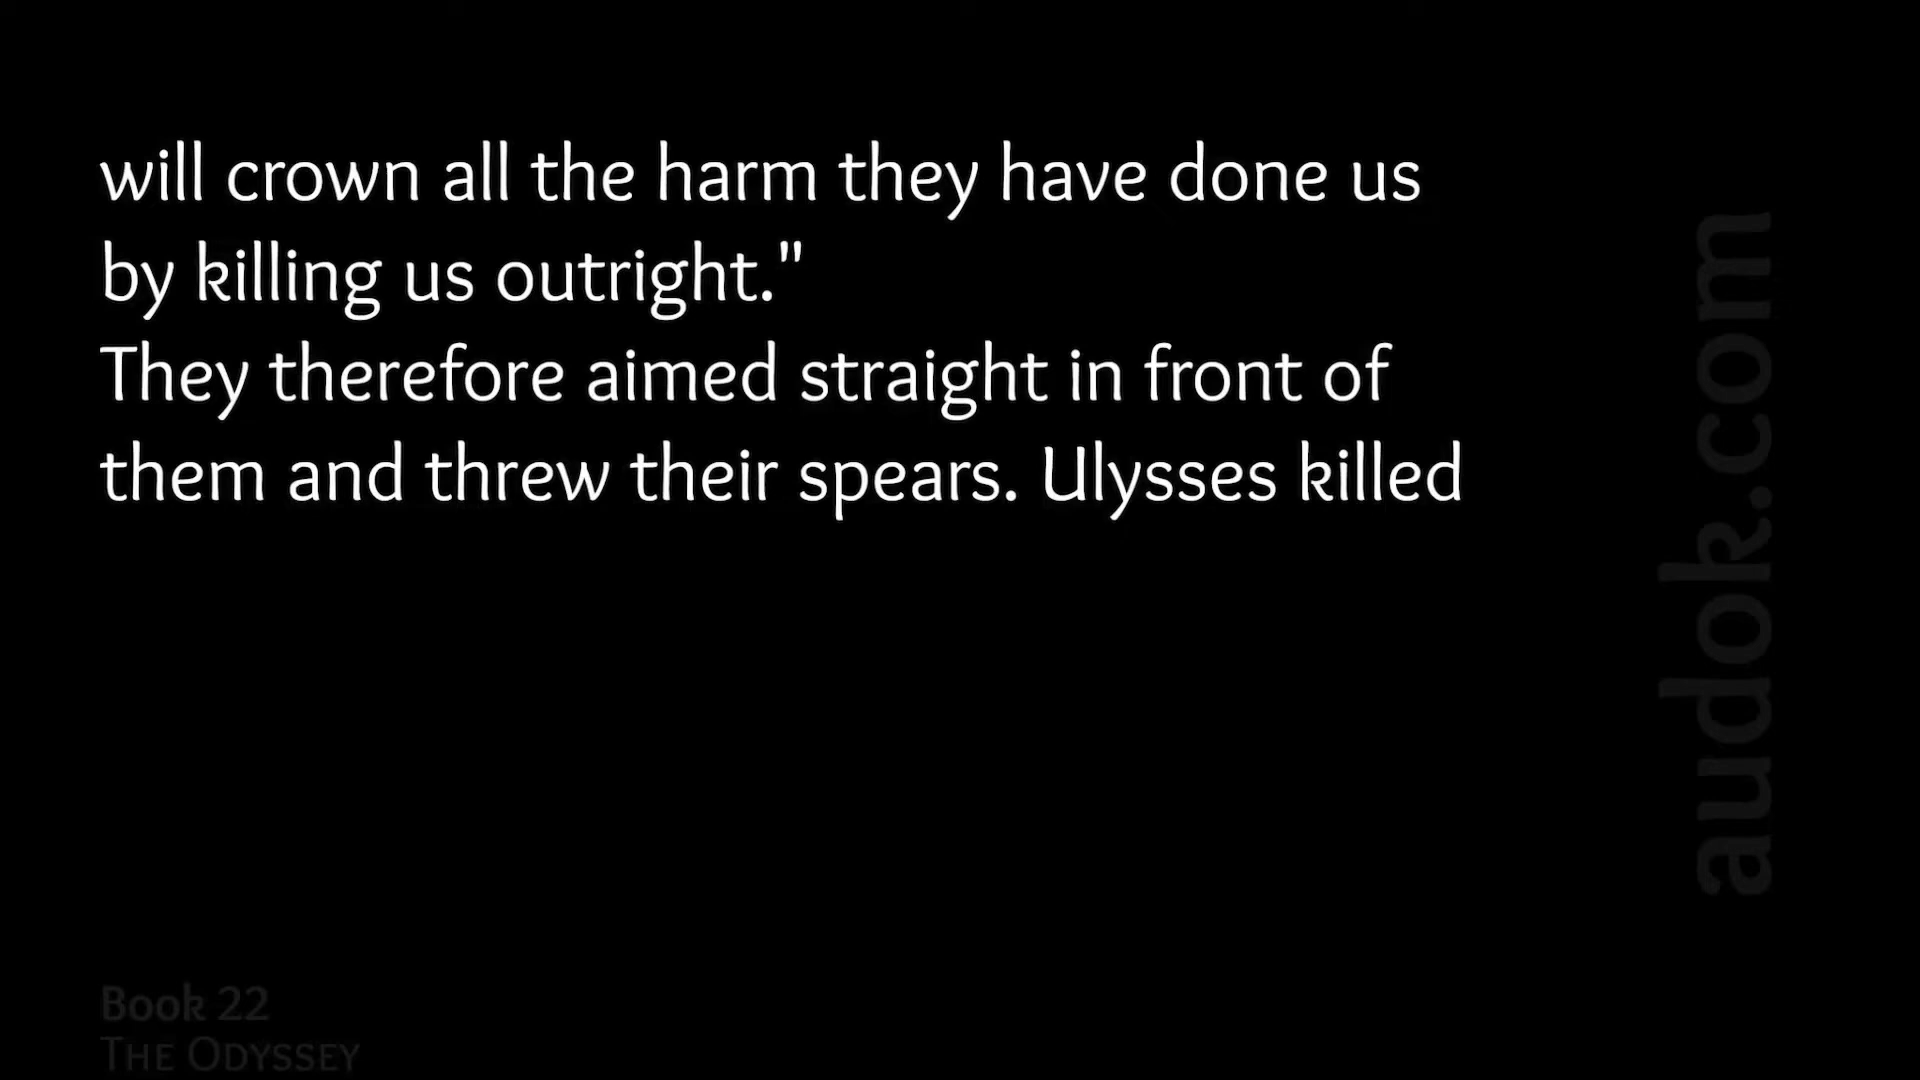 will crown all the harm they have done us
by killing us outright."
They therefore aimed straight in front of
them and threw their spears. Ulysses killed
audok.com
Book 22
THE ODYSSEY